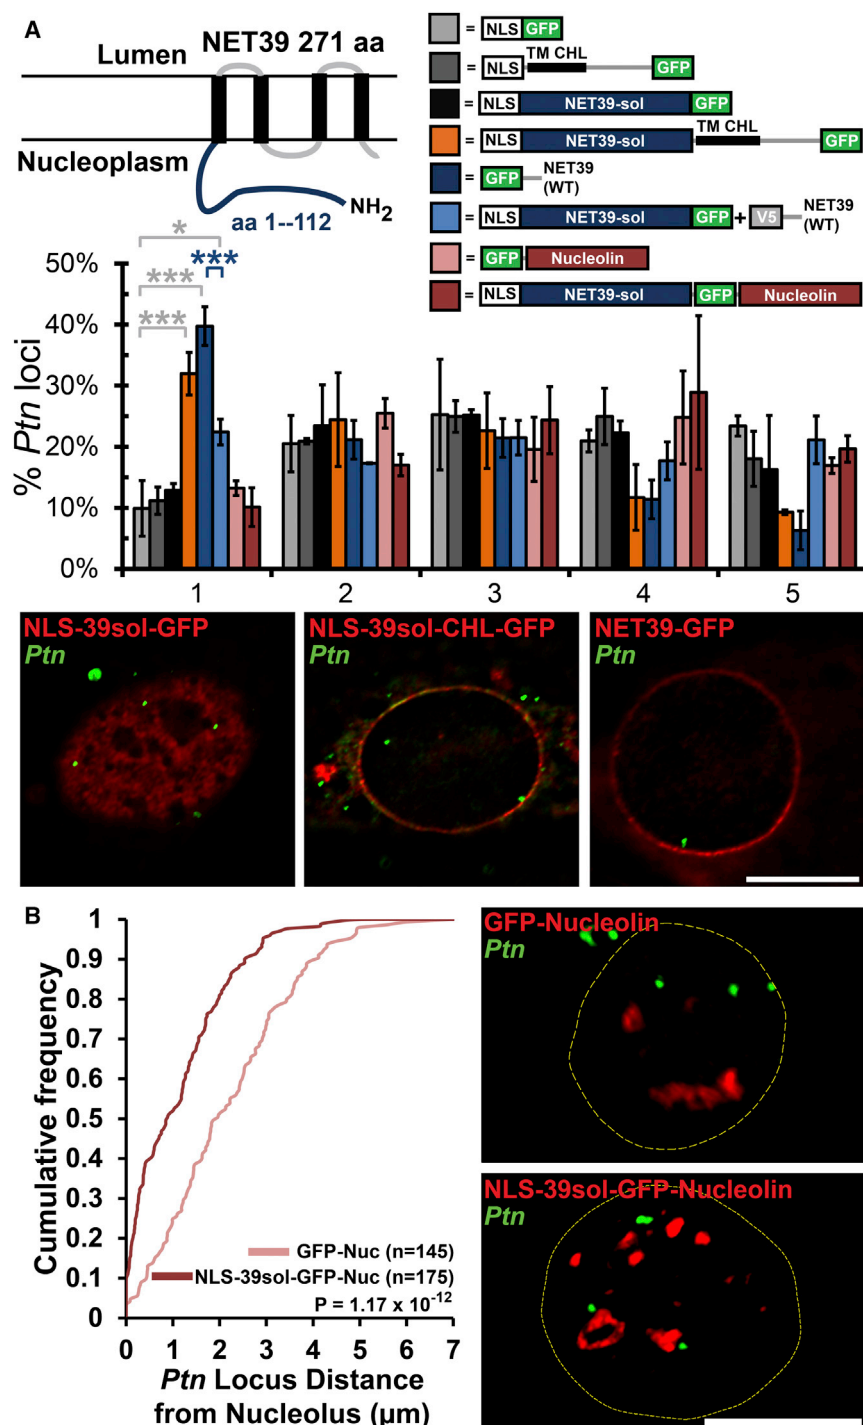 A
NET39 271 aa
Lumen
Nucleoplasm
NH2
aa 1--112
= NLS GFP
= NLS TM CHL GFP
= NLS NET39-sol GFP
= NLS NET39-sol TM CHL GFP
= GFP NET39 (WT)
= NLS NET39-sol GFP + V5 NET39 (WT)
= GFP Nucleolin
= NLS NET39-sol GFP Nucleolin
*
***
***
***
% Ptn loci
50%
40%
30%
20%
10%
0%
1 2 3 4 5
NLS-39sol-GFP
Ptn
NLS-39sol-CHL-GFP
Ptn
NET39-GFP
Ptn
B
Cumulative frequency
1
0.9
0.8
0.7
0.6
0.5
0.4
0.3
0.2
0.1
0
GFP-Nuc (n=145)
NLS-39sol-GFP-Nuc (n=175)
P = 1.17 x 10-12
0 1 2 3 4 5 6 7
Ptn Locus Distance
from Nucleolus (µm)
GFP-Nucleolin
Ptn
NLS-39sol-GFP-Nucleolin
Ptn